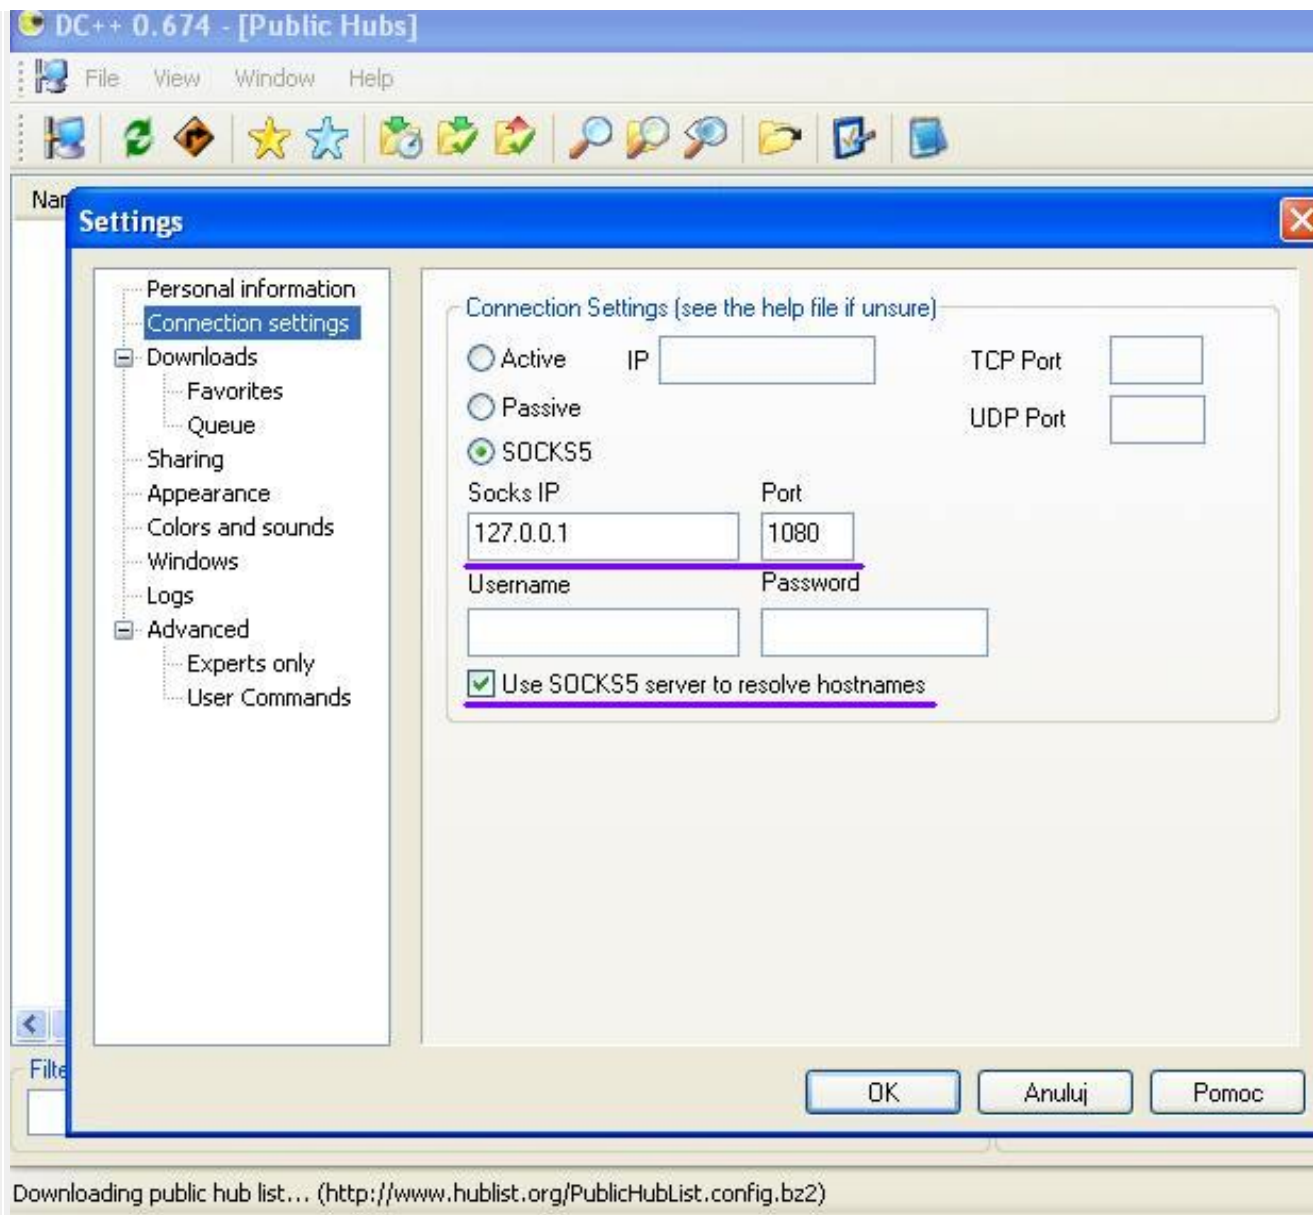 DC++ 0.674 - [Public Hubs]
File View Window Help
Settings
Personal information
Connection settings
Downloads
Favorites
Queue
Sharing
Appearance
Colors and sounds
Windows
Logs
Advanced
Experts only
User Commands
Connection Settings (see the help file if unsure)
Active IP TCP Port
Passive UDP Port
SOCKS5
Socks IP Port
127.0.0.1 1080
Username Password
Use SOCKS5 server to resolve hostnames
OK Anuluj Pomoc
Downloading public hub list... (http://www.hublist.org/PublicHubList.config.bz2)